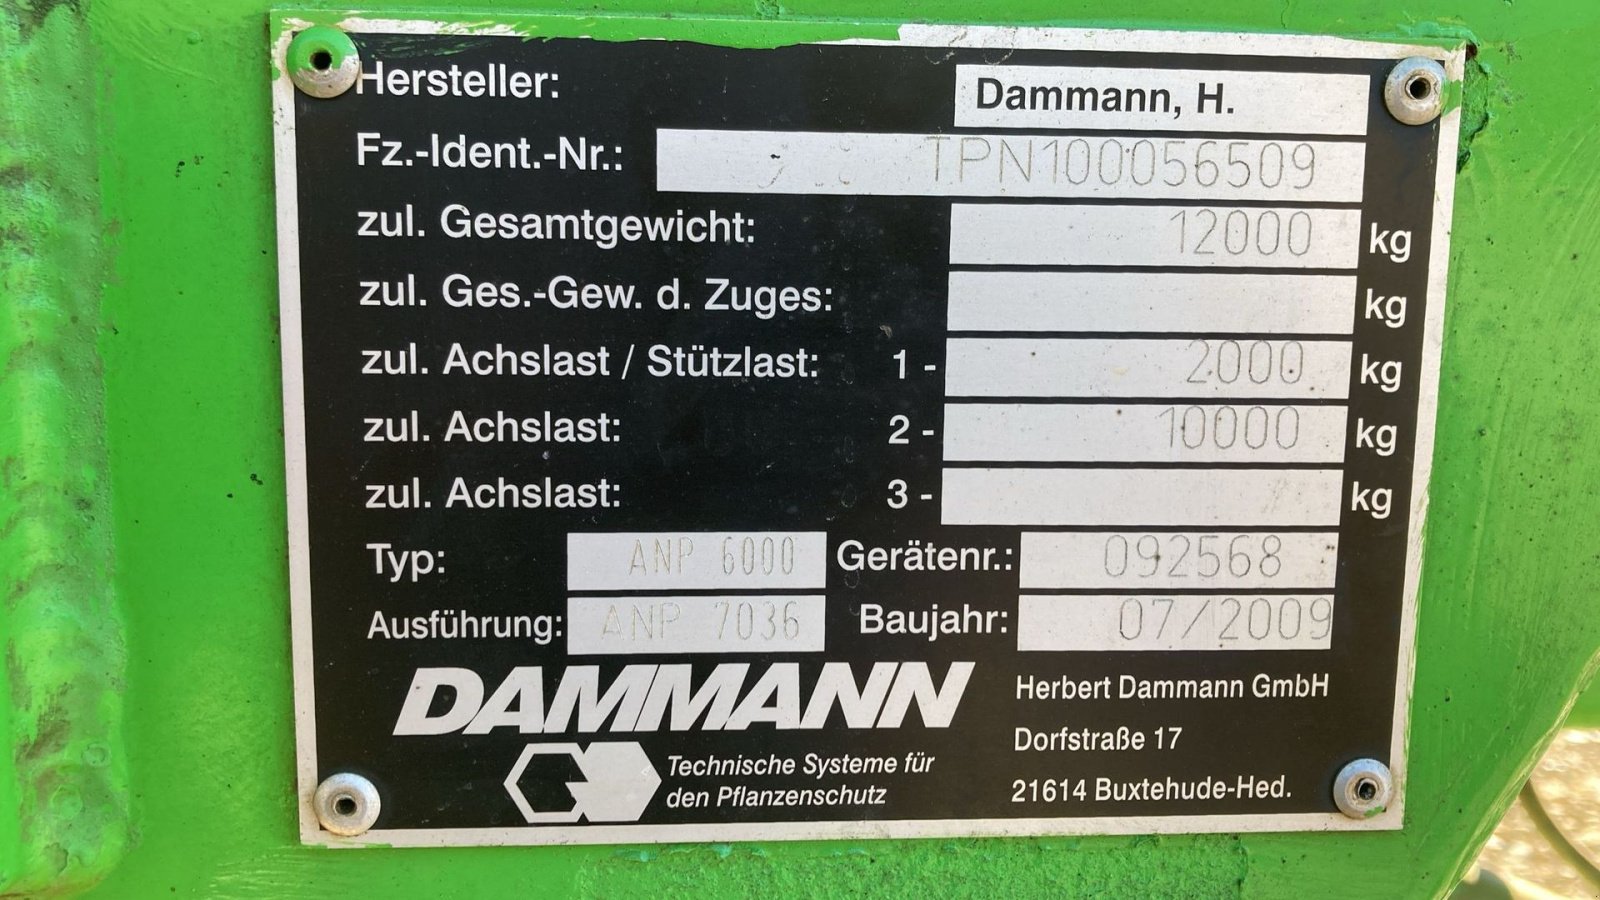 Hersteller: Dammann, H.
Fz.-Ident.-Nr.: TPN100056509
zul. Gesamtgewicht: 12000 kg
zul. Ges.-Gew. d. Zuges: kg
zul. Achslast / Stützlast: 1 - 2000 kg
zul. Achslast: 2 - 10000 kg
zul. Achslast: 3 - kg
Typ: ANP 6000 Gerätenr.: 092568
Ausführung: ANP 7036 Baujahr: 07/2009
DAMMANN
Technische Systeme für
den Pflanzenschutz
Herbert Dammann GmbH
Dorfstraße 17
21614 Buxtehude-Hed.